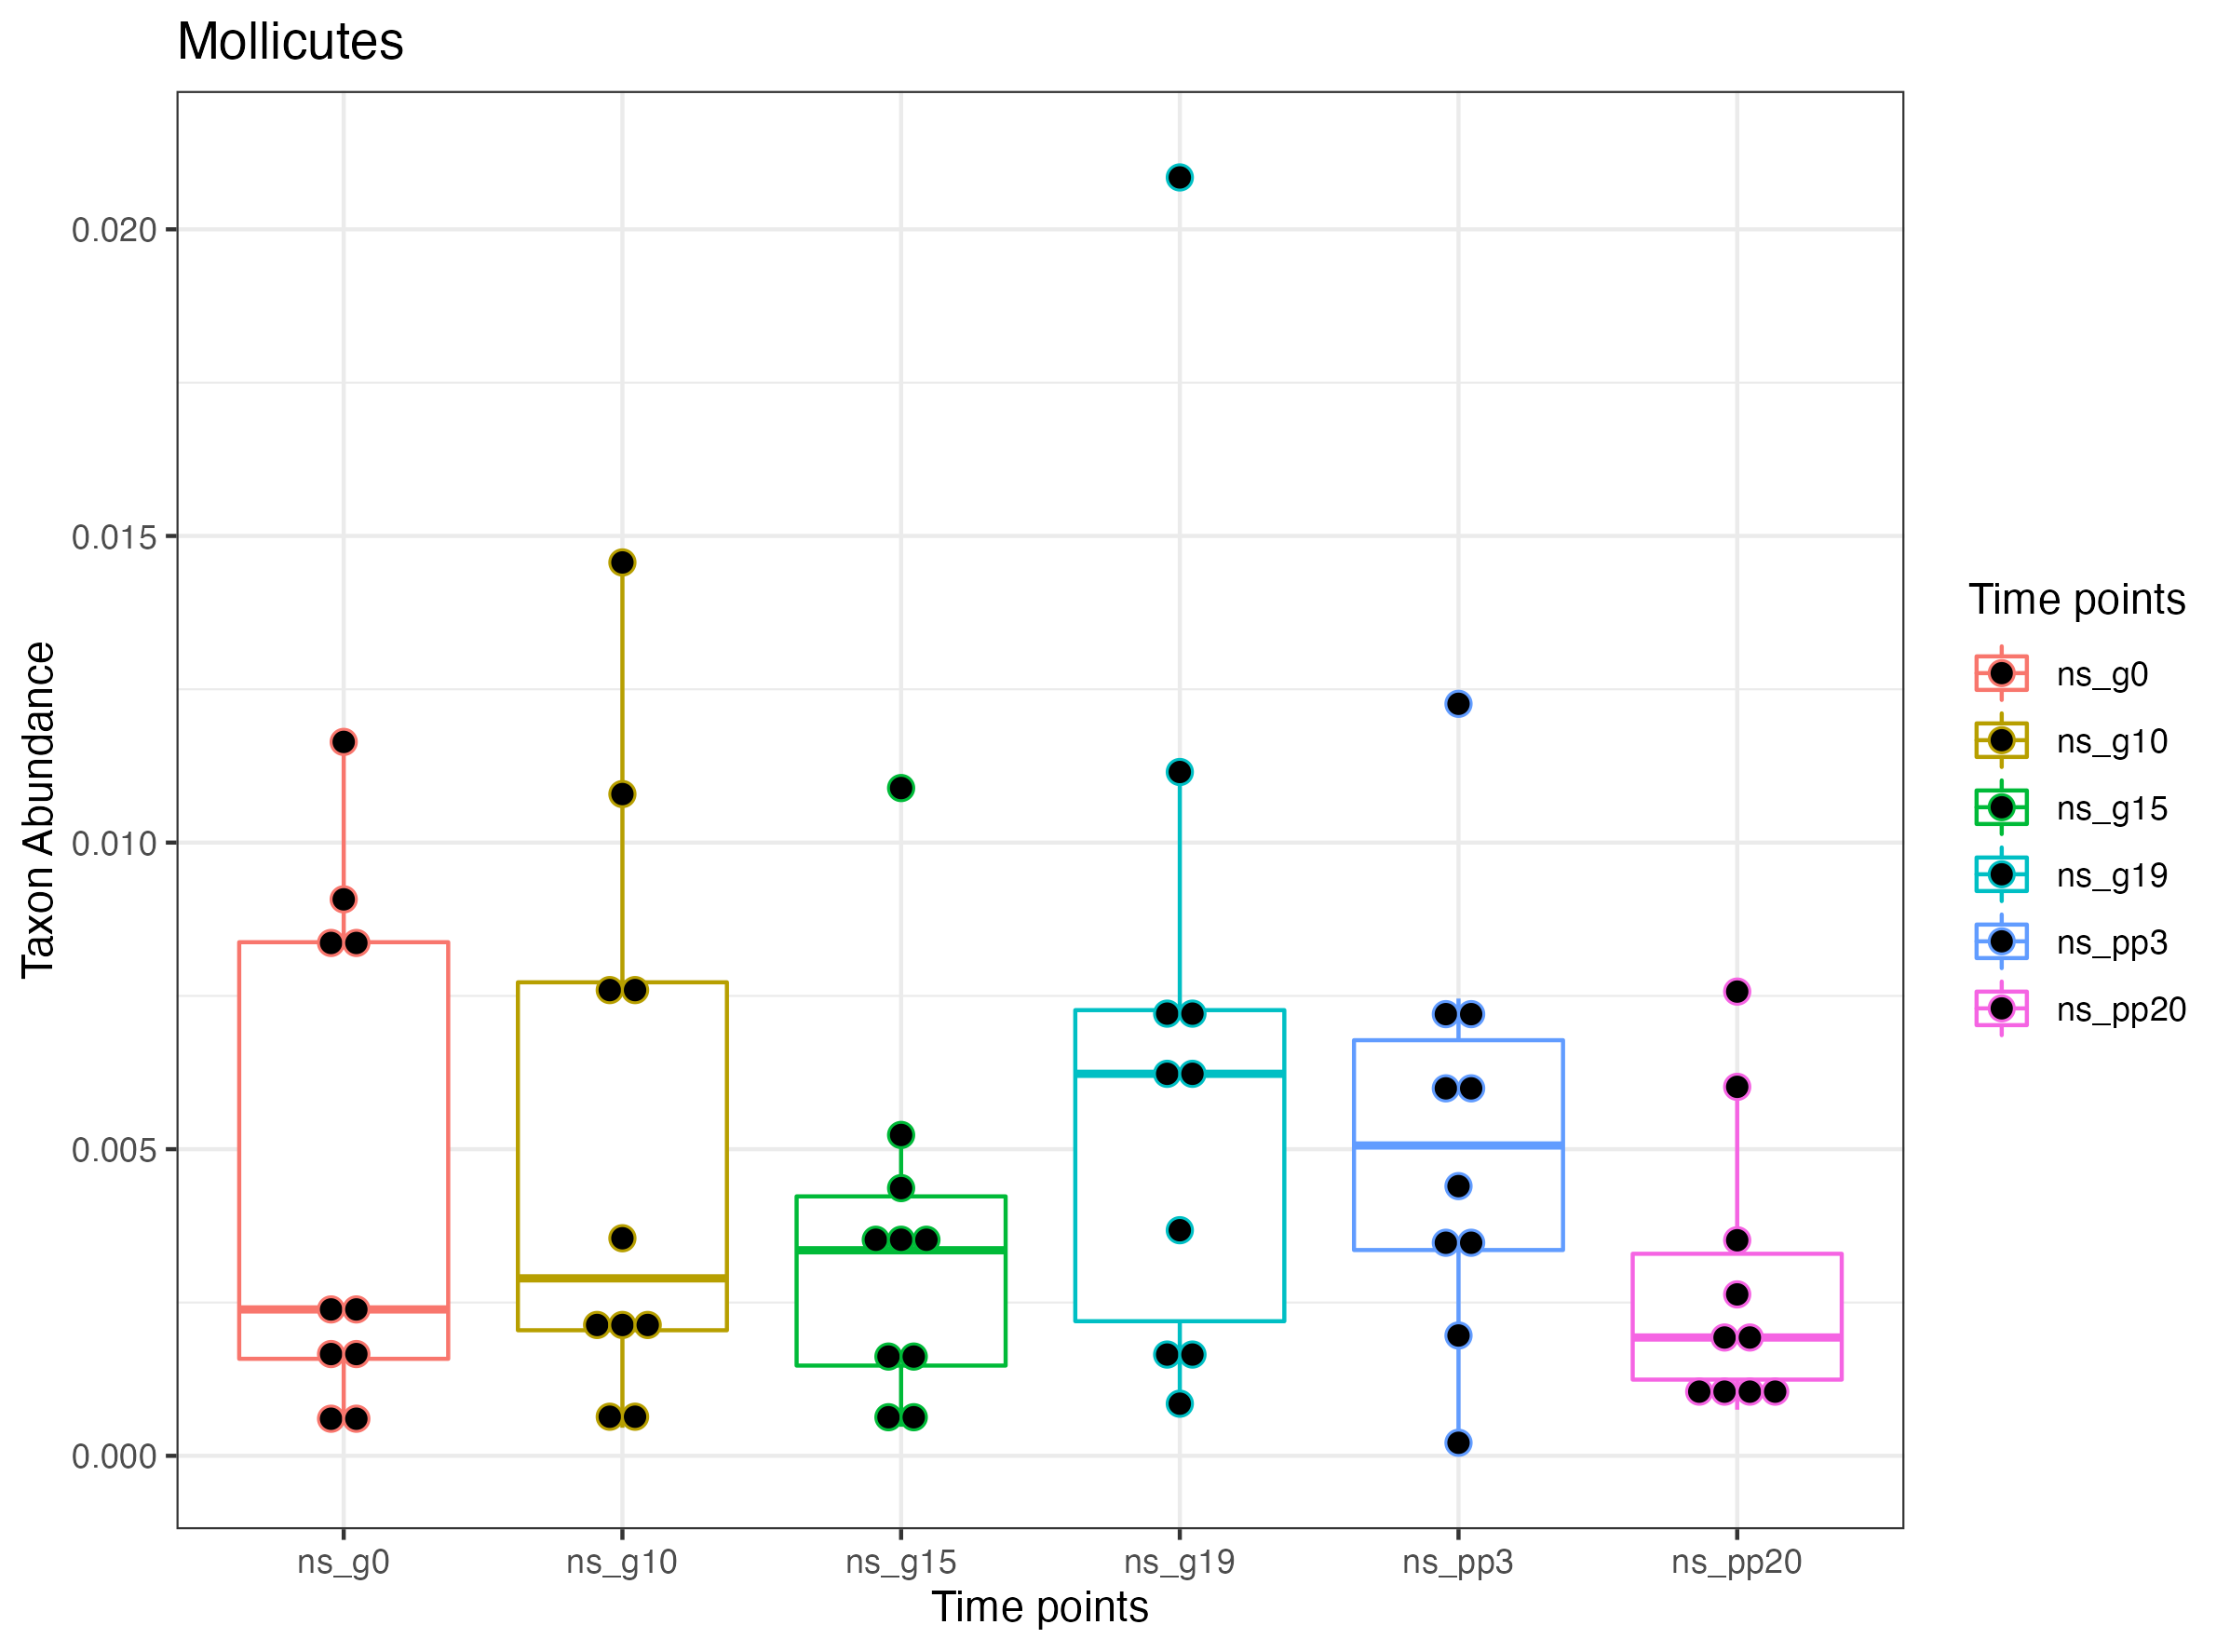 Mollicutes
Taxon Abundance
0.020
0.015
0.010
0.005
0.000
ns_g0
ns_g10
ns_g15
ns_g19
ns_pp3
ns_pp20
Time points
Time points
ns_g0
ns_g10
ns_g15
ns_g19
ns_pp3
ns_pp20